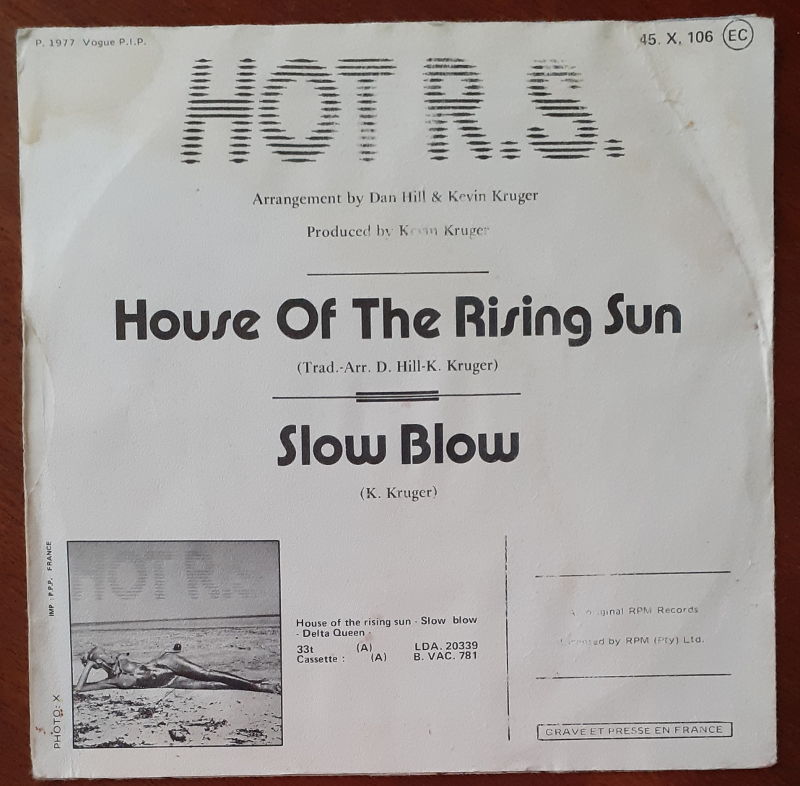 P. 1977 Vogue P.I.P.
45. X. 106 EC
HOT R.S.
Arrangement by Dan Hill & Kevin Kruger
Produced by Kevin Kruger
House Of The Rising Sun
(Trad.-Arr. D. Hill-K. Kruger)
Slow Blow
(K. Kruger)
IMP : P.P.P. FRANCE
PHOTO: X
HOT R.S.
House of the rising sun - Slow blow
- Delta Queen -
33t (A) LDA. 20339
Cassette : (A) B. VAC. 781
original RPM Records
by RPM (Pty) Ltd.
GRAVE ET PRESSE EN FRANCE